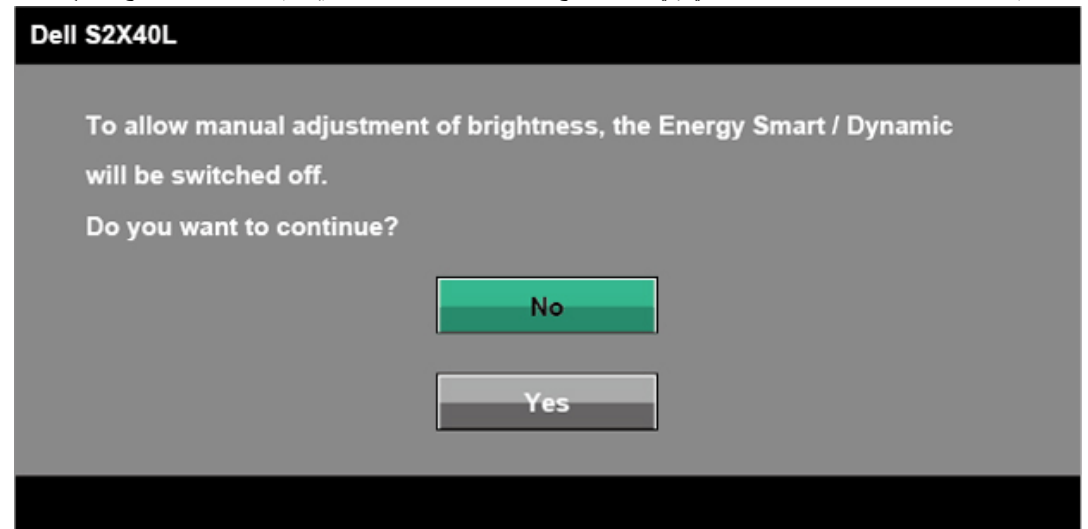 Dell S2X40L
To allow manual adjustment of brightness, the Energy Smart / Dynamic
will be switched off.
Do you want to continue?
No
Yes